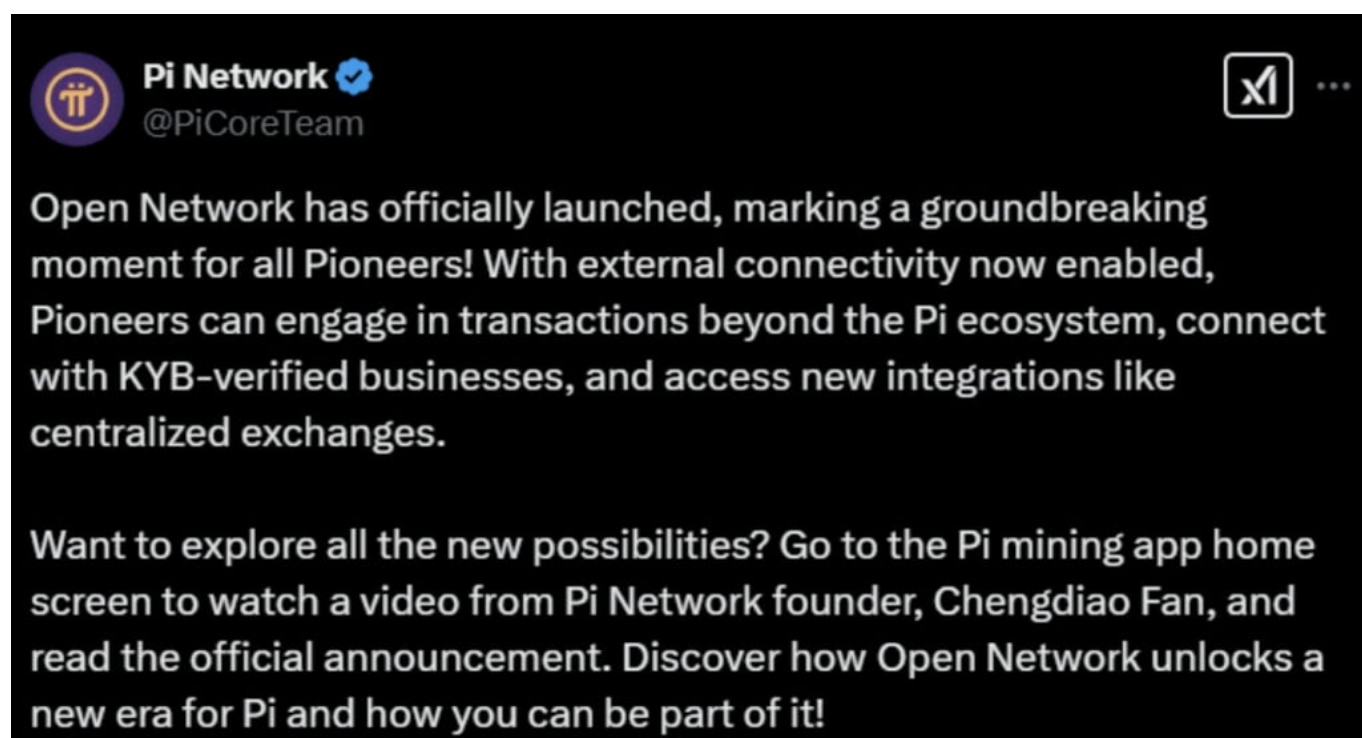 Pi Network
@PiCoreTeam
Open Network has officially launched, marking a groundbreaking
moment for all Pioneers! With external connectivity now enabled,
Pioneers can engage in transactions beyond the Pi ecosystem, connect
with KYB-verified businesses, and access new integrations like
centralized exchanges.
Want to explore all the new possibilities? Go to the Pi mining app home
screen to watch a video from Pi Network founder, Chengdiao Fan, and
read the official announcement. Discover how Open Network unlocks a
new era for Pi and how you can be part of it!